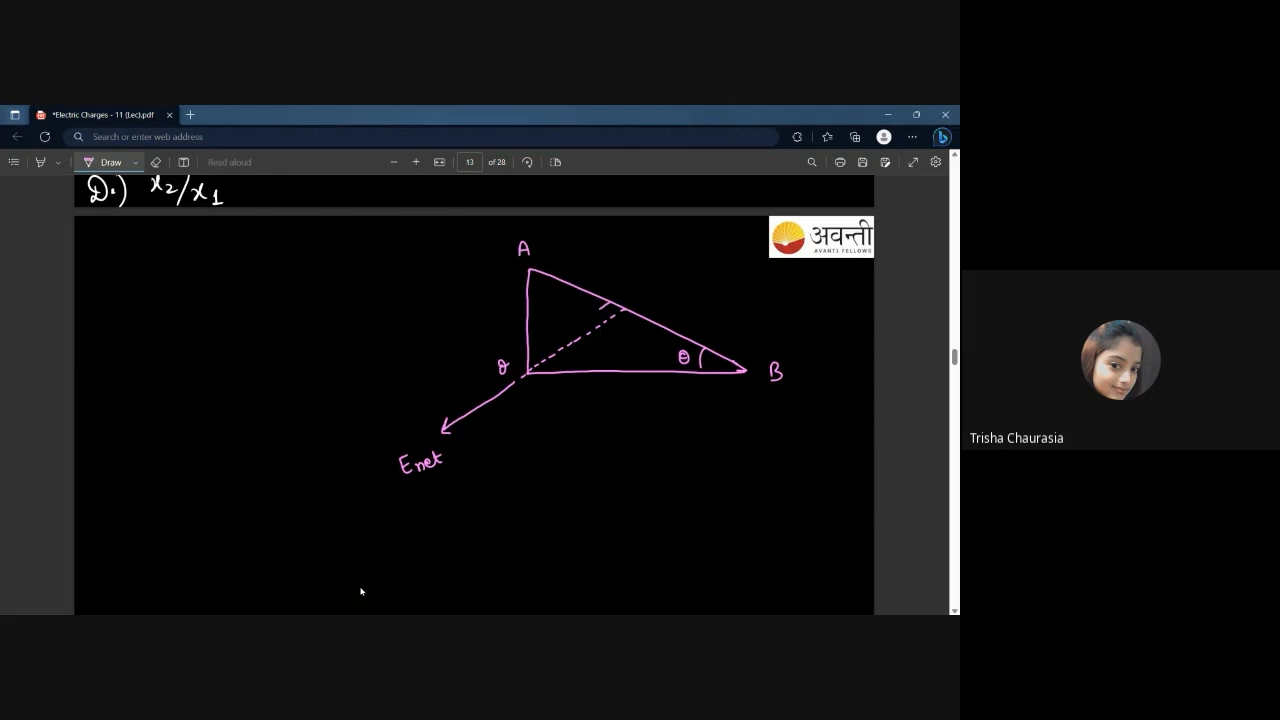 *Electric Charges - 11 (Lec).pdf
Search or enter web address
Draw
Read aloud
13 of 28
D.) x₂/x₁
अवन्ती
AVANTI FELLOWS
A
θ
B
Enet
Trisha Chaurasia